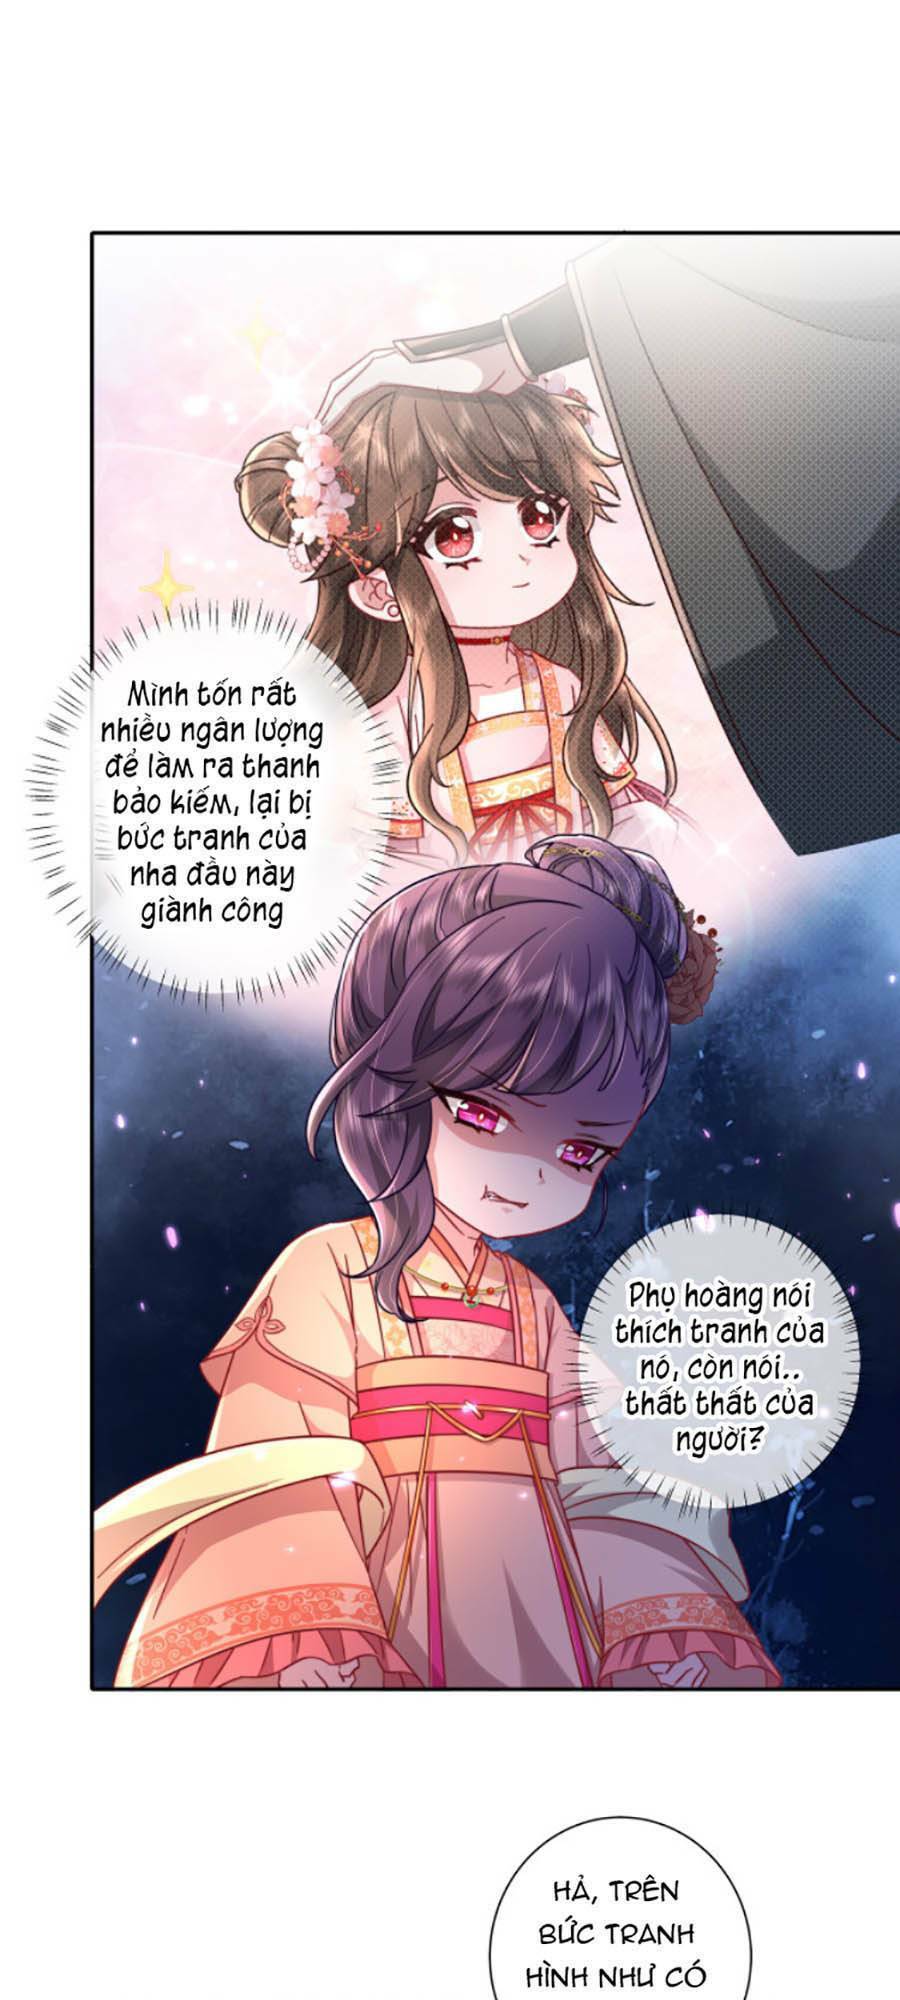 Mình tốn rất
nhiều ngân lượng
để làm ra thanh
bảo kiếm, lại bị
bức tranh của
nha đầu này
giành công
Phụ hoàng nói
thích tranh của
nó, còn nói..
thất thất của
người?
HẢ, TRÊN
BỨC TRANH
HÌNH NHƯ CÓ